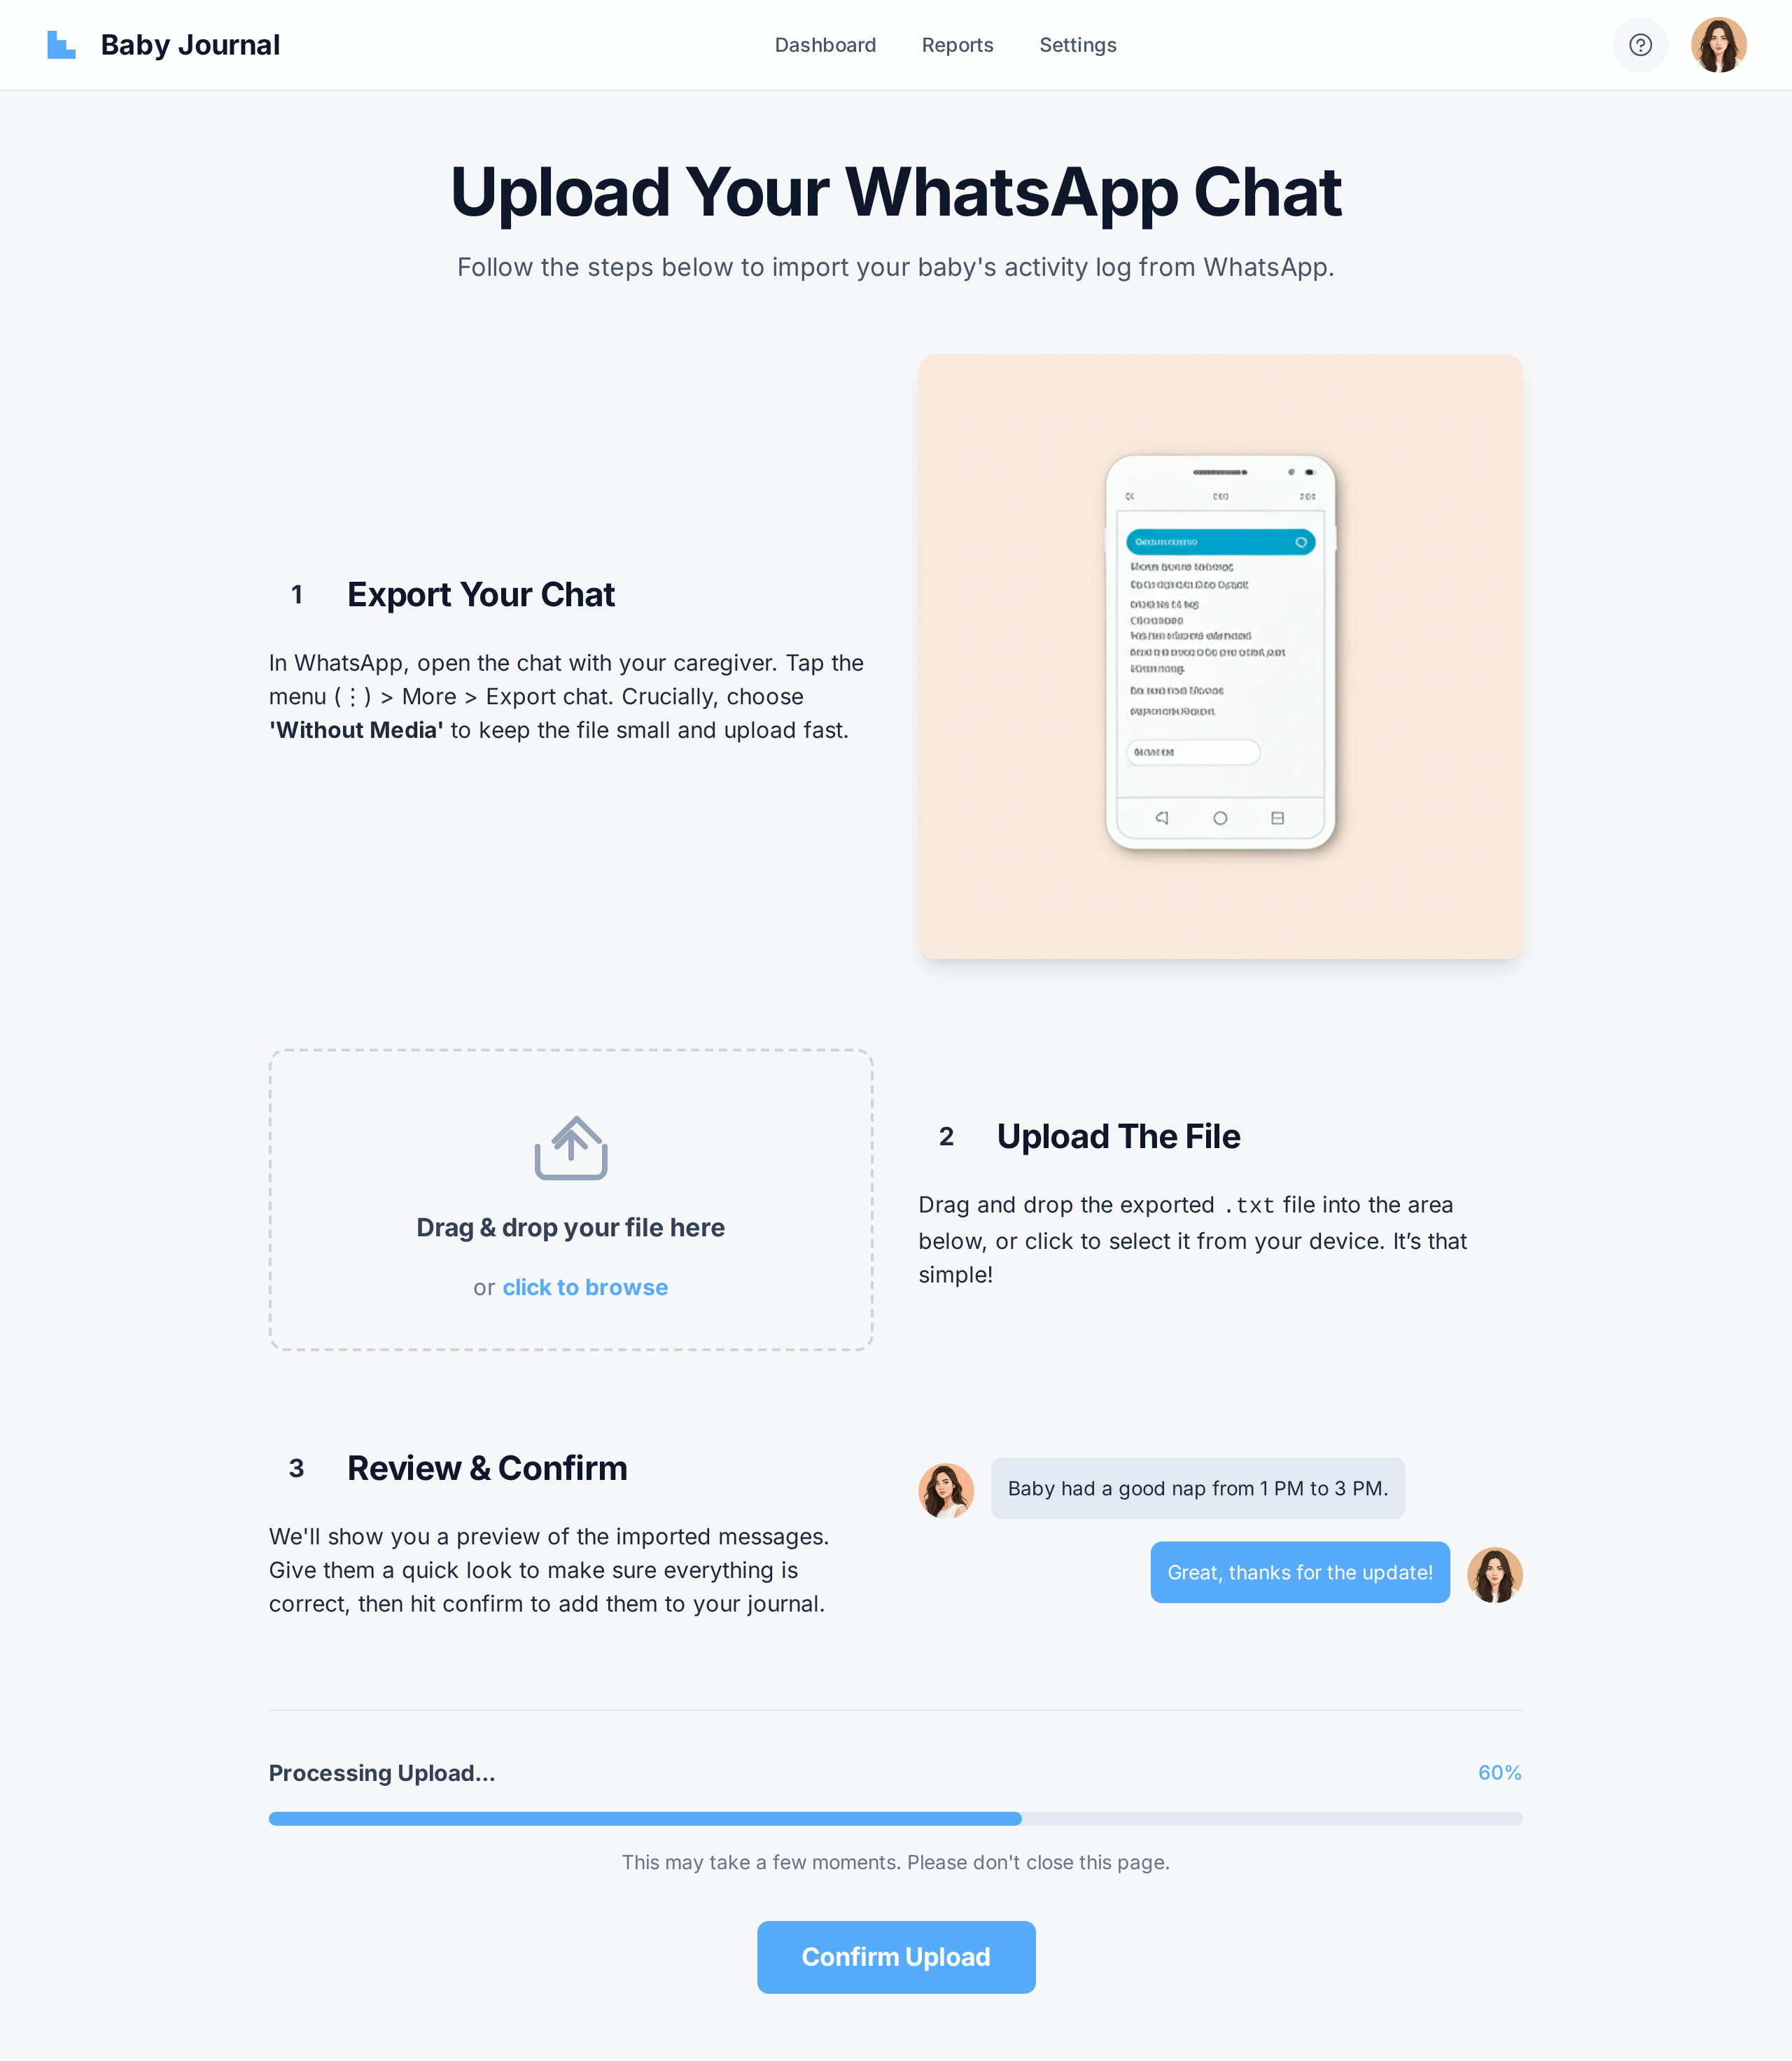 Baby Journal
Dashboard
Reports
Settings
Upload Your WhatsApp Chat
Follow the steps below to import your baby's activity log from WhatsApp.
1
Export Your Chat
In WhatsApp, open the chat with your caregiver. Tap the
menu (⋮) > More > Export chat. Crucially, choose
'Without Media' to keep the file small and upload fast.
Drag & drop your file here
or click to browse
2
Upload The File
Drag and drop the exported .txt file into the area
below, or click to select it from your device. It’s that
simple!
3
Review & Confirm
We'll show you a preview of the imported messages.
Give them a quick look to make sure everything is
correct, then hit confirm to add them to your journal.
Baby had a good nap from 1 PM to 3 PM.
Great, thanks for the update!
Processing Upload...
60%
This may take a few moments. Please don't close this page.
Confirm Upload